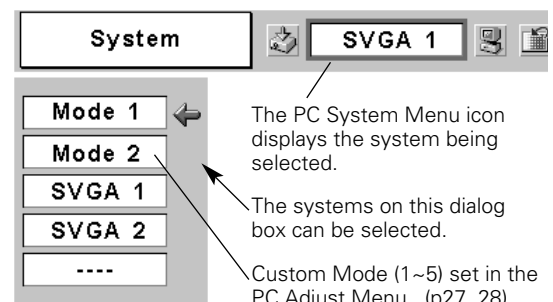 System
SVGA 1
Mode 1
Mode 2
SVGA 1
SVGA 2
----
The PC System Menu icon
displays the system being
selected.
The systems on this dialog
box can be selected.
Custom Mode (1~5) set in the
PC Adjust Menu. (p27, 28)